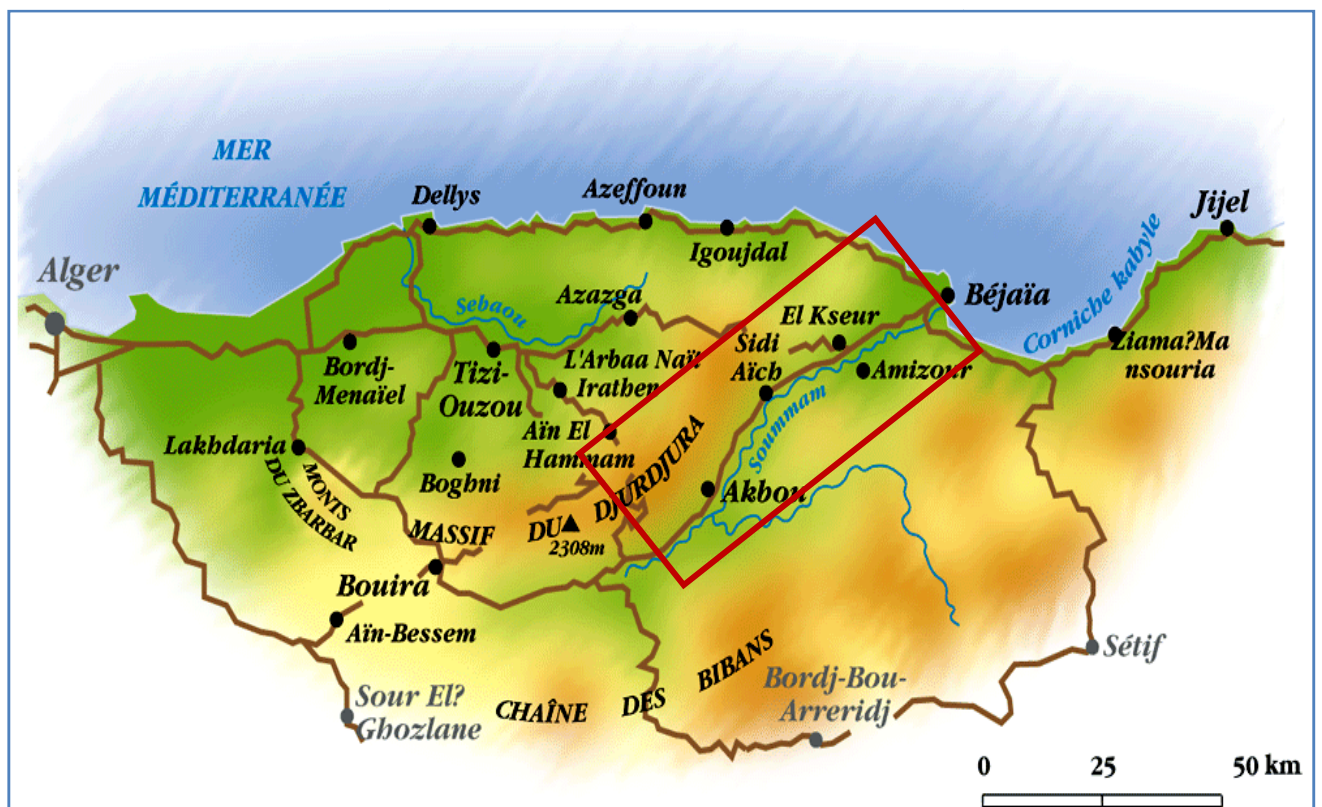 MER
MÉDITERRANÉE
Dellys
Azeffoun
Igoujdal
Jijel
Alger
Béjaïa
Corniche kabyle
Ziama?Ma
nsouria
Sebaou
Azazga
El Kseur
Sidi
Aïch
Amizour
Bordj-
Menaïel
Tizi-
Ouzou
L'Arbaa Naït
Irathen
Aïn El
Hammam
Soummam
Lakhdaria
MONTS
DU ZBARBAR
Boghni
Akbou
MASSIF DU DJURDJURA
2308m
Bouira
Aïn-Bessem
Sétif
CHAÎNE DES BIBANS
Sour El?
Ghozlane
Bordj-Bou-
Arreridj
0 25 50 km